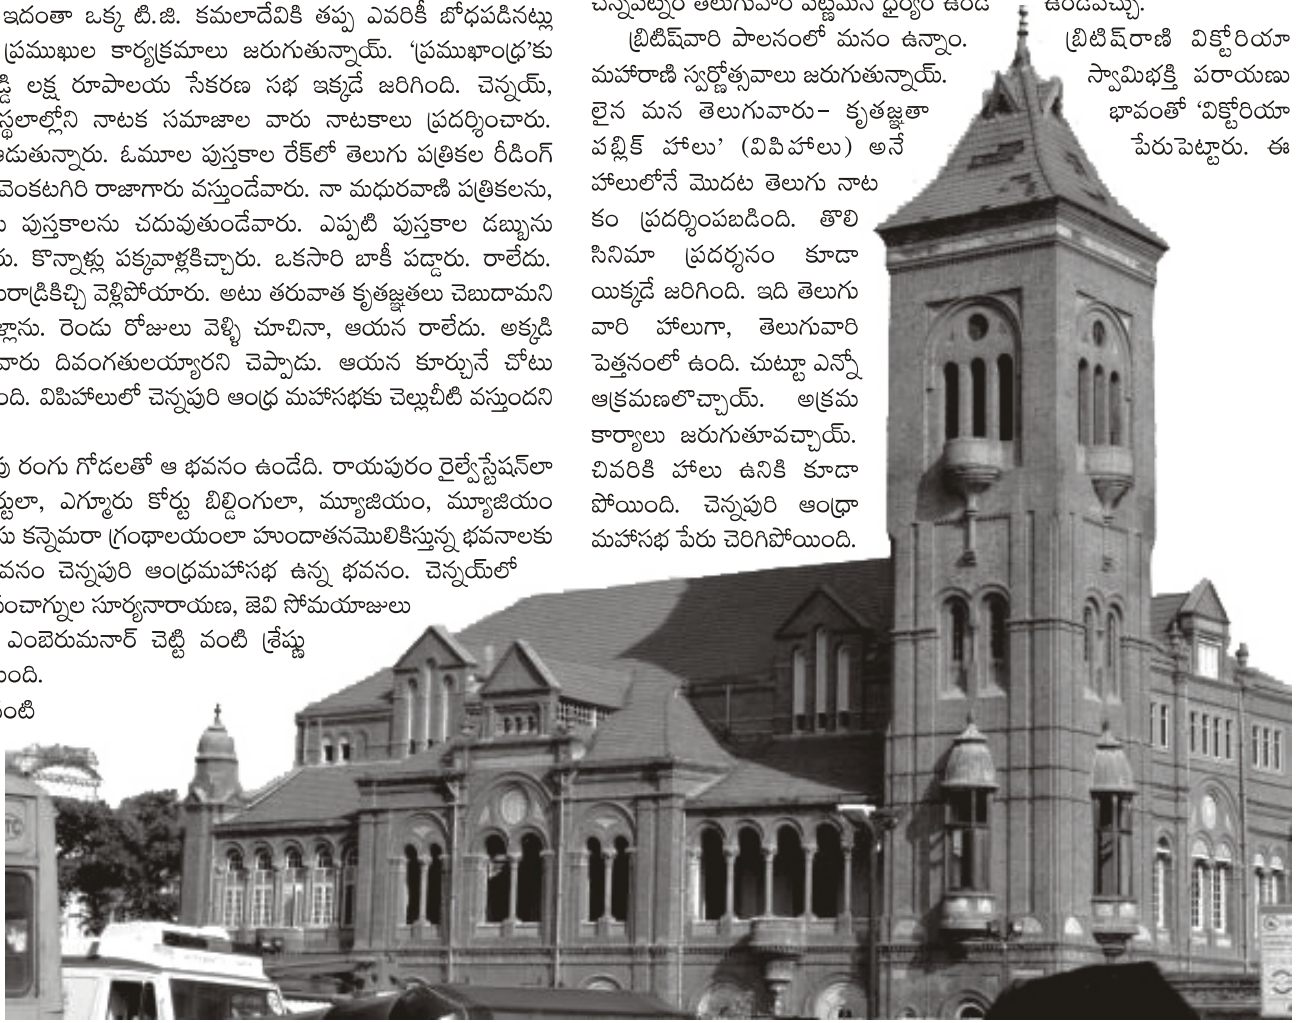 ఇదంతా ఒక్క టి.జి. కమలాదేవికి తప్ప ఎవరికీ బోధపడినట్లు
ప్రముఖుల కార్యక్రమాలు జరుగుతున్నాయ్. ‘ప్రముఖాంధ్ర’కు
లక్ష రూపాలయ సేకరణ సభ ఇక్కడే జరిగింది. చెన్నయ్,
స్థలాల్లోని నాటక సమాజాల వారు నాటకాలు ప్రదర్శించారు.
ఆడుతున్నారు. ఓమూల పుస్తకాల రేక్‌లో తెలుగు పత్రికల రీడింగ్
వెంకటగిరి రాజాగారు వస్తుండేవారు. నా మధురవాణి పత్రికలను,
పుస్తకాలను చదువుతుండేవారు. ఎప్పటి పుస్తకాల డబ్బును
కొన్నాళ్లు పక్కవాళ్లకిచ్చారు. ఒకసారి బాకీ పడ్డారు. రాలేదు.
వెళ్లిపోయారు. అటు తరువాత కృతజ్ఞతలు చెబుదామని
రెండు రోజులు వెళ్ళి చూచినా, ఆయన రాలేదు. అక్కడి
వారు దివంగతులయ్యారని చెప్పాడు. ఆయన కూర్చునే చోటు
విపిహాలులో చెన్నపురి ఆంధ్ర మహాసభకు చెల్లుచీటి వస్తుందని
రంగు గోడలతో ఆ భవనం ఉండేది. రాయపురం రైల్వేస్టేషన్‌లా
ఎగ్మూరు కోర్టు బిల్డింగులా, మ్యూజియం, మ్యూజియం
కన్నెమరా గ్రంథాలయంలా హుందాతనమొలికిస్తున్న భవనాలకు
చెన్నపురి ఆంధ్రమహాసభ ఉన్న భవనం. చెన్నయ్‌లో
సూర్యనారాయణ, జెవి సోమయాజులు
ఎంబెరుమనార్ చెట్టి వంటి శ్రేష్ణు
బ్రిటిష్‌వారి పాలనంలో మనం ఉన్నాం. బ్రిటిష్‌రాణి విక్టోరియా
మహారాణి స్వర్ణోత్సవాలు జరుగుతున్నాయ్. స్వామిభక్తి పరాయణు
లైన మన తెలుగువారు– కృతజ్ఞతా భావంతో ‘విక్టోరియా
పబ్లిక్ హాలు’ (విపిహాలు) అనే పేరుపెట్టారు. ఈ
హాలులోనే మొదట తెలుగు నాట
కం ప్రదర్శింపబడింది. తొలి
సినిమా ప్రదర్శనం కూడా
యిక్కడే జరిగింది. ఇది తెలుగు
వారి హాలుగా, తెలుగువారి
పెత్తనంలో ఉంది. చుట్టూ ఎన్నో
ఆక్రమణలొచ్చాయ్. అక్రమ
కార్యాలు జరుగుతూవచ్చాయ్.
చివరికి హాలు ఉనికి కూడా
పోయింది. చెన్నపురి ఆంధ్రా
మహాసభ పేరు చెరిగిపోయింది.